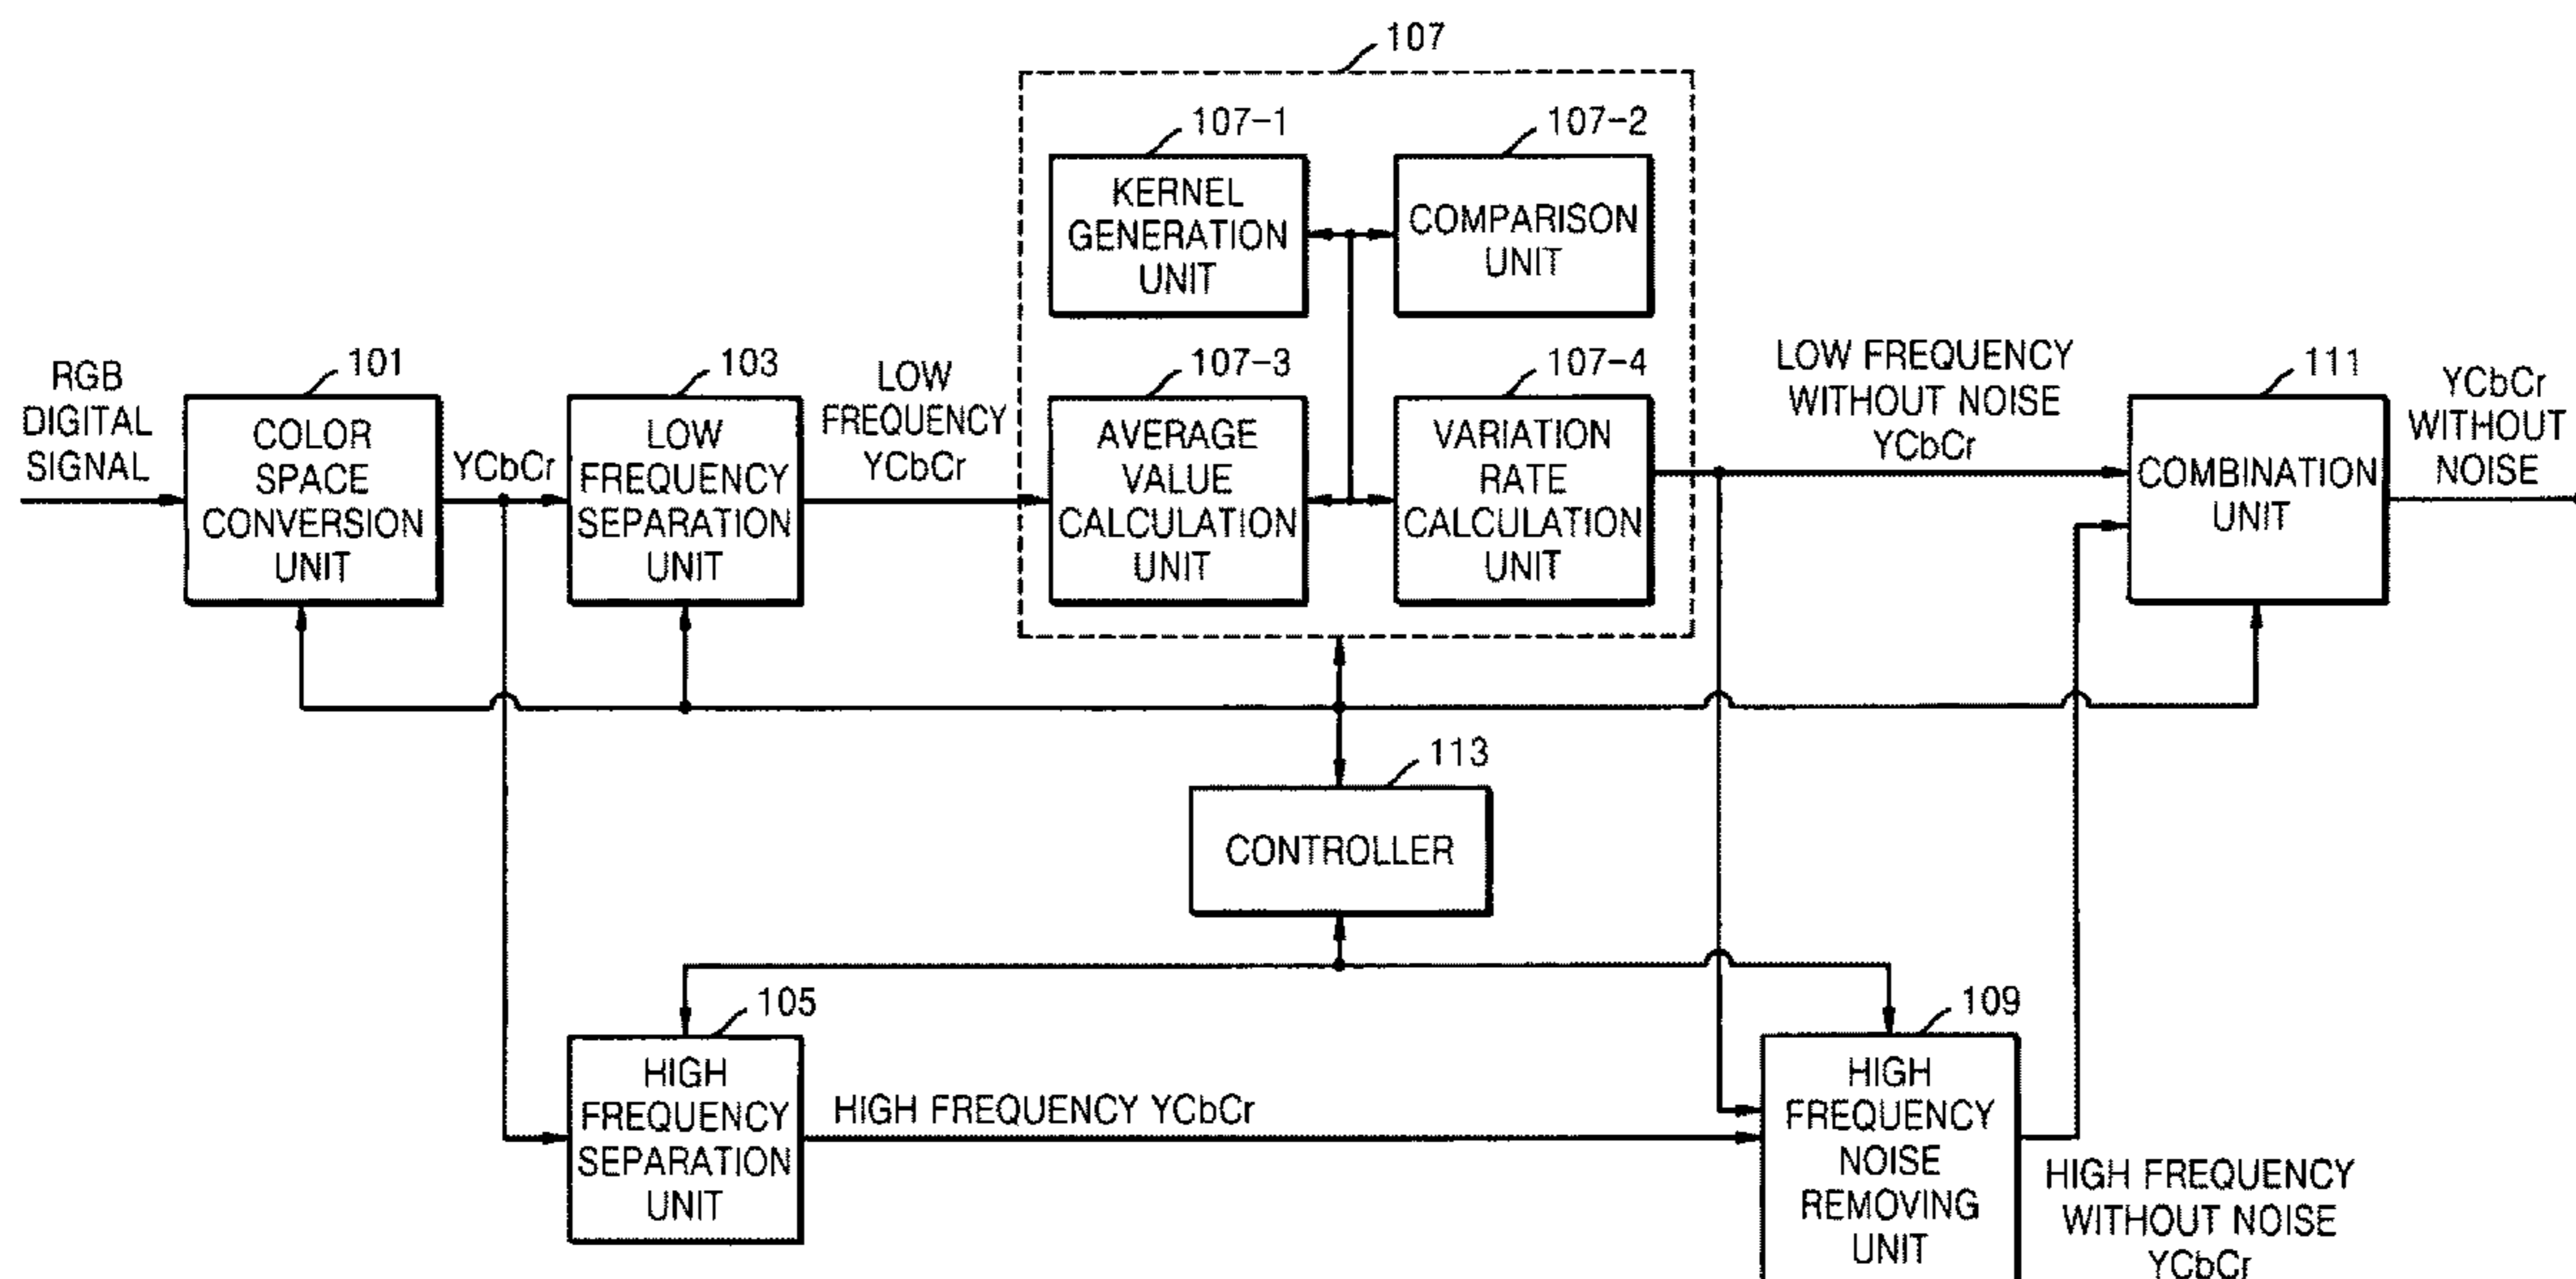 107
107-1
107-2
KERNEL
GENERATION
UNIT
COMPARISON
UNIT
RGB
DIGITAL
SIGNAL
101
COLOR
SPACE
CONVERSION
UNIT
YCbCr
103
LOW
FREQUENCY
SEPARATION
UNIT
LOW
FREQUENCY
YCbCr
107-3
AVERAGE
VALUE
CALCULATION
UNIT
107-4
VARIATION
RATE
CALCULATION
UNIT
LOW FREQUENCY
WITHOUT NOISE
YCbCr
111
COMBINATION
UNIT
YCbCr
WITHOUT
NOISE
113
CONTROLLER
105
HIGH
FREQUENCY
SEPARATION
UNIT
HIGH FREQUENCY YCbCr
109
HIGH
FREQUENCY
NOISE
REMOVING
UNIT
HIGH FREQUENCY
WITHOUT NOISE
YCbCr